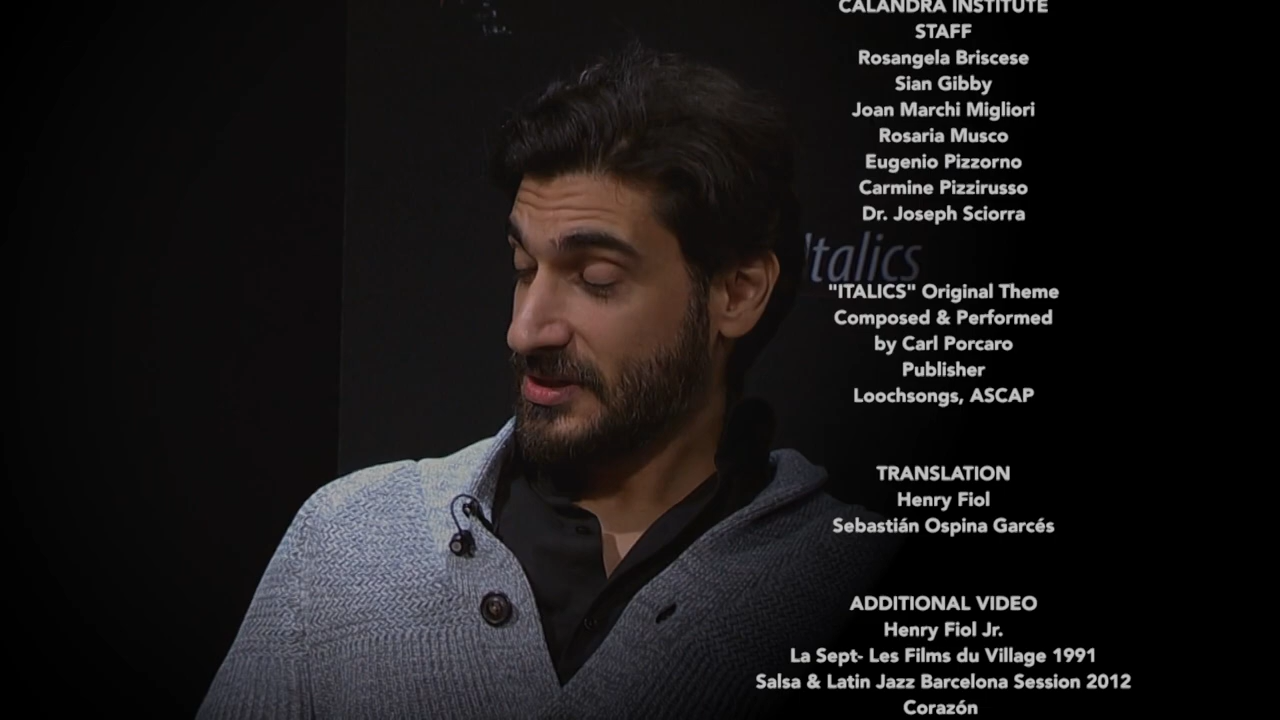 CALANDRA INSTITUTE
STAFF
Rosangela Briscese
Sian Gibby
Joan Marchi Migliori
Rosaria Musco
Eugenio Pizzorno
Carmine Pizzirusso
Dr. Joseph Sciorra
Italics
"ITALICS" Original Theme
Composed & Performed
by Carl Porcaro
Publisher
Loochsongs, ASCAP
TRANSLATION
Henry Fiol
Sebastián Ospina Garcés
ADDITIONAL VIDEO
Henry Fiol Jr.
La Sept- Les Films du Village 1991
Salsa & Latin Jazz Barcelona Session 2012
Corazón